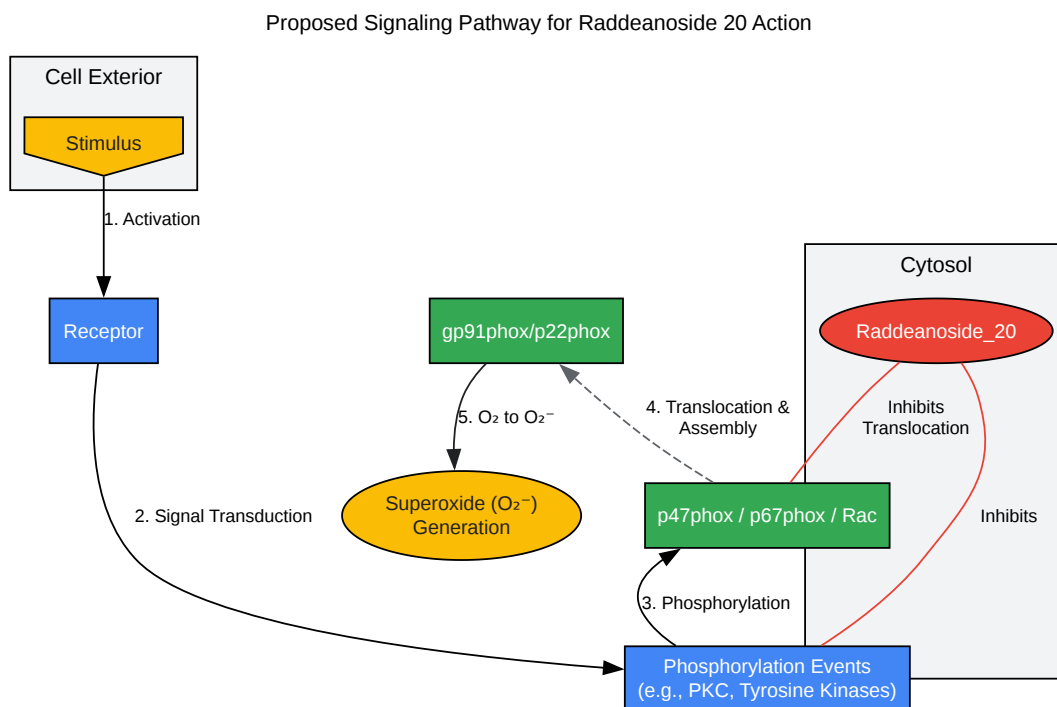 Proposed Signaling Pathway for Raddeanoside 20 Action
Cell Exterior
Stimulus
1. Activation
Cytosol
Receptor
gp91phox/p22phox
Raddeanoside_20
5. O₂ to O₂⁻
4. Translocation &
Assembly
Inhibits
Translocation
Superoxide (O₂⁻)
Generation
2. Signal Transduction
p47phox / p67phox / Rac
Inhibits
3. Phosphorylation
Phosphorylation Events
(e.g., PKC, Tyrosine Kinases)